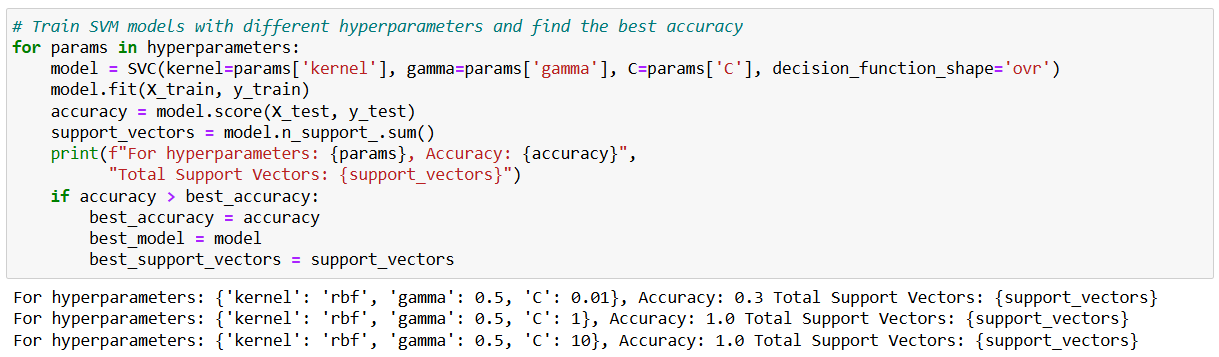 # Train SVM models with different hyperparameters and find the best accuracy
for params in hyperparameters:
    model = SVC(kernel=params['kernel'], gamma=params['gamma'], C=params['C'], decision_function_shape='ovr')
    model.fit(X_train, y_train)
    accuracy = model.score(X_test, y_test)
    support_vectors = model.n_support_.sum()
    print(f"For hyperparameters: {params}, Accuracy: {accuracy}",
          "Total Support Vectors: {support_vectors}")
    if accuracy > best_accuracy:
        best_accuracy = accuracy
        best_model = model
        best_support_vectors = support_vectors
For hyperparameters: {'kernel': 'rbf', 'gamma': 0.5, 'C': 0.01}, Accuracy: 0.3 Total Support Vectors: {support_vectors}
For hyperparameters: {'kernel': 'rbf', 'gamma': 0.5, 'C': 1}, Accuracy: 1.0 Total Support Vectors: {support_vectors}
For hyperparameters: {'kernel': 'rbf', 'gamma': 0.5, 'C': 10}, Accuracy: 1.0 Total Support Vectors: {support_vectors}